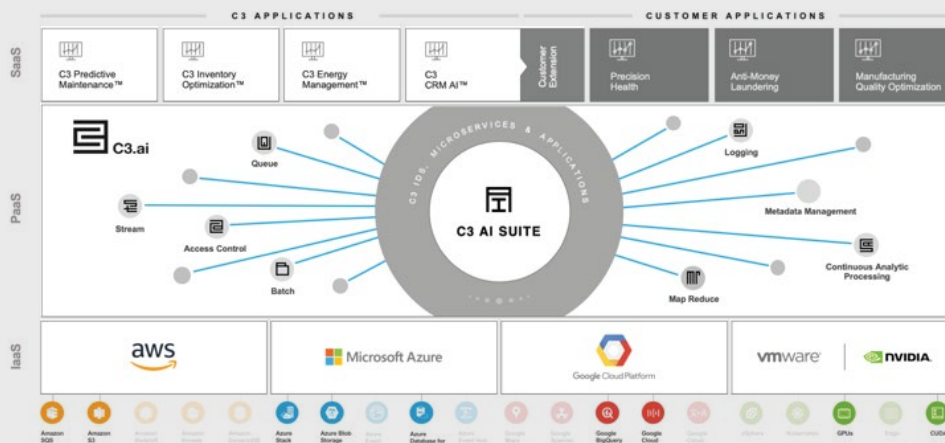 C3 APPLICATIONS
CUSTOMER APPLICATIONS
SaaS
C3 Predictive
Maintenance™
C3 Inventory
Optimization™
C3 Energy
Management™
C3
CRM AI™
Customer
Extension
Precision
Health
Anti-Money
Laundering
Manufacturing
Quality Optimization
PaaS
C3.ai
C3 IDS, MICROSERVICES & APPLICATIONS
C3 AI SUITE
Queue
Stream
Access Control
Batch
Logging
Metadata Management
Continuous Analytic
Processing
Map Reduce
IaaS
aws
Microsoft Azure
Google Cloud Platform
vmware
NVIDIA
Amazon
SQS
Amazon
S3
Azure
Stack
Azure Blob
Storage
Azure
Database for
Google
BigQuery
Google
Cloud
GPUs